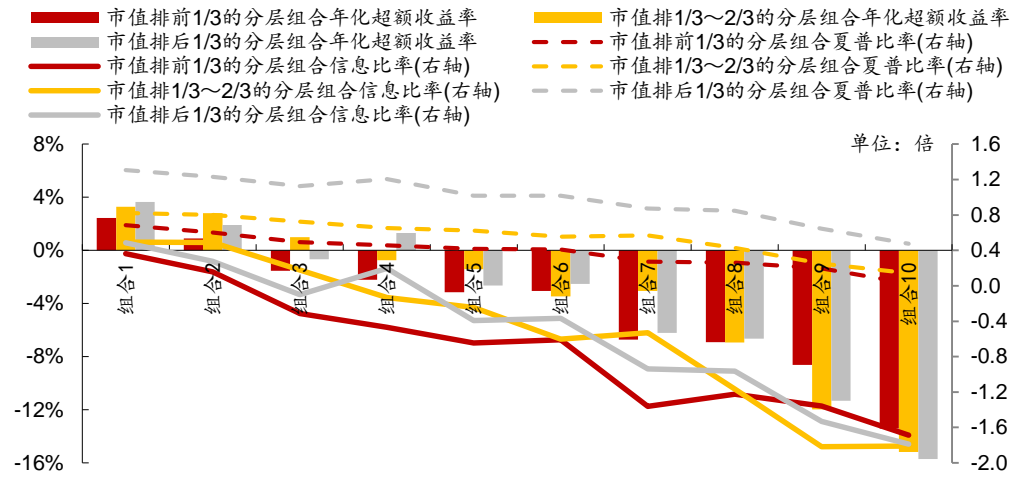 市值排前1/3的分层组合年化超额收益率
市值排1/3～2/3的分层组合年化超额收益率
市值排后1/3的分层组合年化超额收益率
市值排前1/3的分层组合夏普比率(右轴)
市值排前1/3的分层组合信息比率(右轴)
市值排1/3～2/3的分层组合夏普比率(右轴)
市值排1/3～2/3的分层组合信息比率(右轴)
市值排后1/3的分层组合夏普比率(右轴)
市值排后1/3的分层组合信息比率(右轴)
单位：倍
8%
4%
0%
-4%
-8%
-12%
-16%
1.6
1.2
0.8
0.4
0.0
-0.4
-0.8
-1.2
-1.6
-2.0
组合1
组合2
组合3
组合4
组合5
组合6
组合7
组合8
组合9
组合10